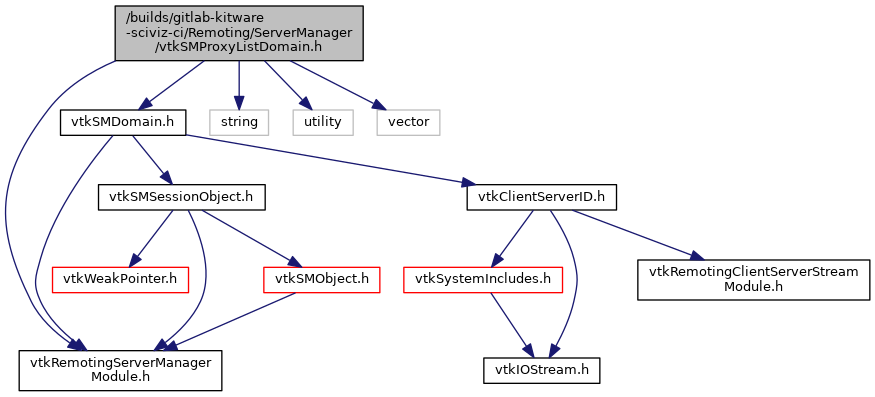 /builds/gitlab-kitware
-sciviz-ci/Remoting/ServerManager
/vtkSMProxyListDomain.h
vtkSMDomain.h
string
utility
vector
vtkSMSessionObject.h
vtkClientServerID.h
vtkWeakPointer.h
vtkSMObject.h
vtkSystemIncludes.h
vtkRemotingClientServerStream
Module.h
vtkRemotingServerManager
Module.h
vtkIOStream.h